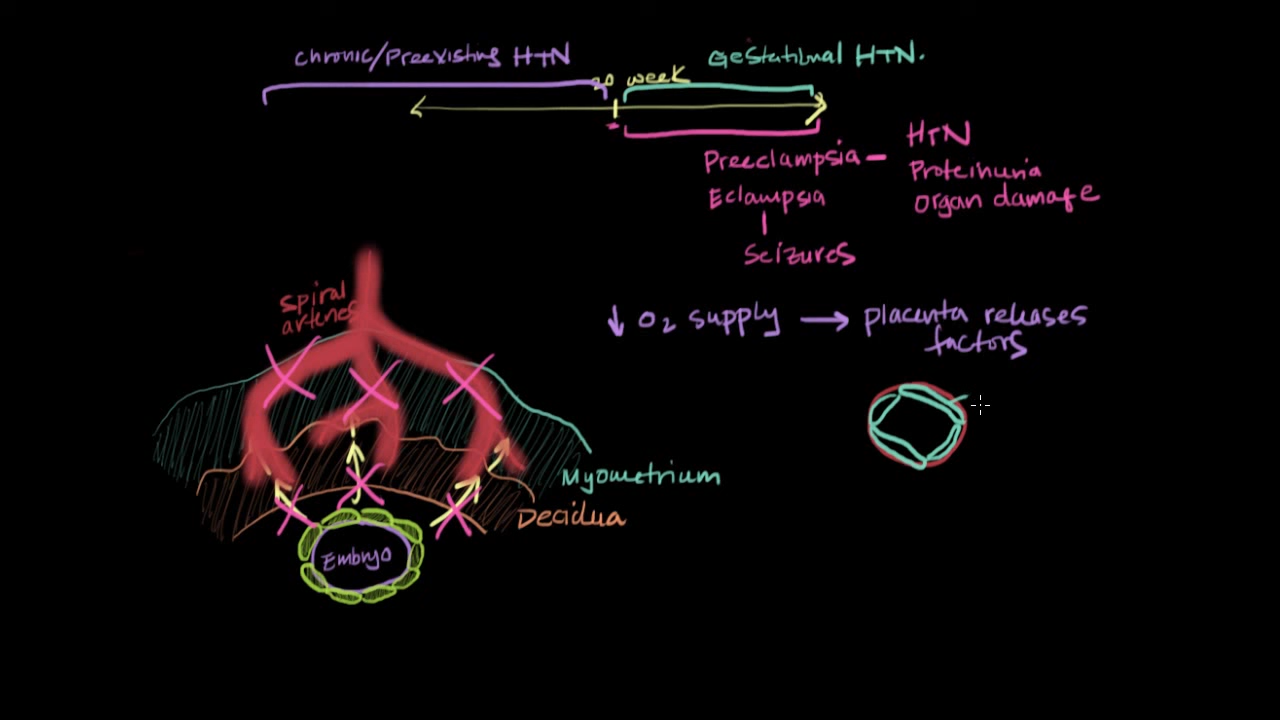 chronic/preexisting HTN
Gestational HTN.
20 week
Preeclampsia - HTN
Proteinuria
organ damage
Eclampsia
Seizures
spiral
arteries
↓ O2 supply → placenta releases
factors
Myometrium
Decidua
Embryo